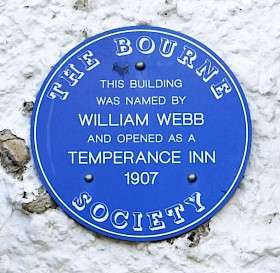 THE BOURNE
THIS BUILDING
WAS NAMED BY
WILLIAM WEBB
AND OPENED AS A
TEMPERANCE INN
1907
SOCIETY